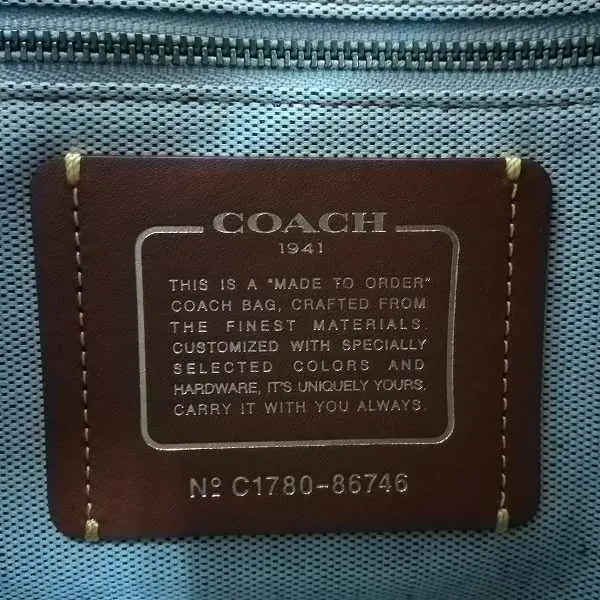 COACH
1941
THIS IS A "MADE TO ORDER"
COACH BAG, CRAFTED FROM
THE FINEST MATERIALS.
CUSTOMIZED WITH SPECIALLY
SELECTED COLORS AND
HARDWARE, IT'S UNIQUELY YOURS.
CARRY IT WITH YOU ALWAYS.
Nº C1780-86746